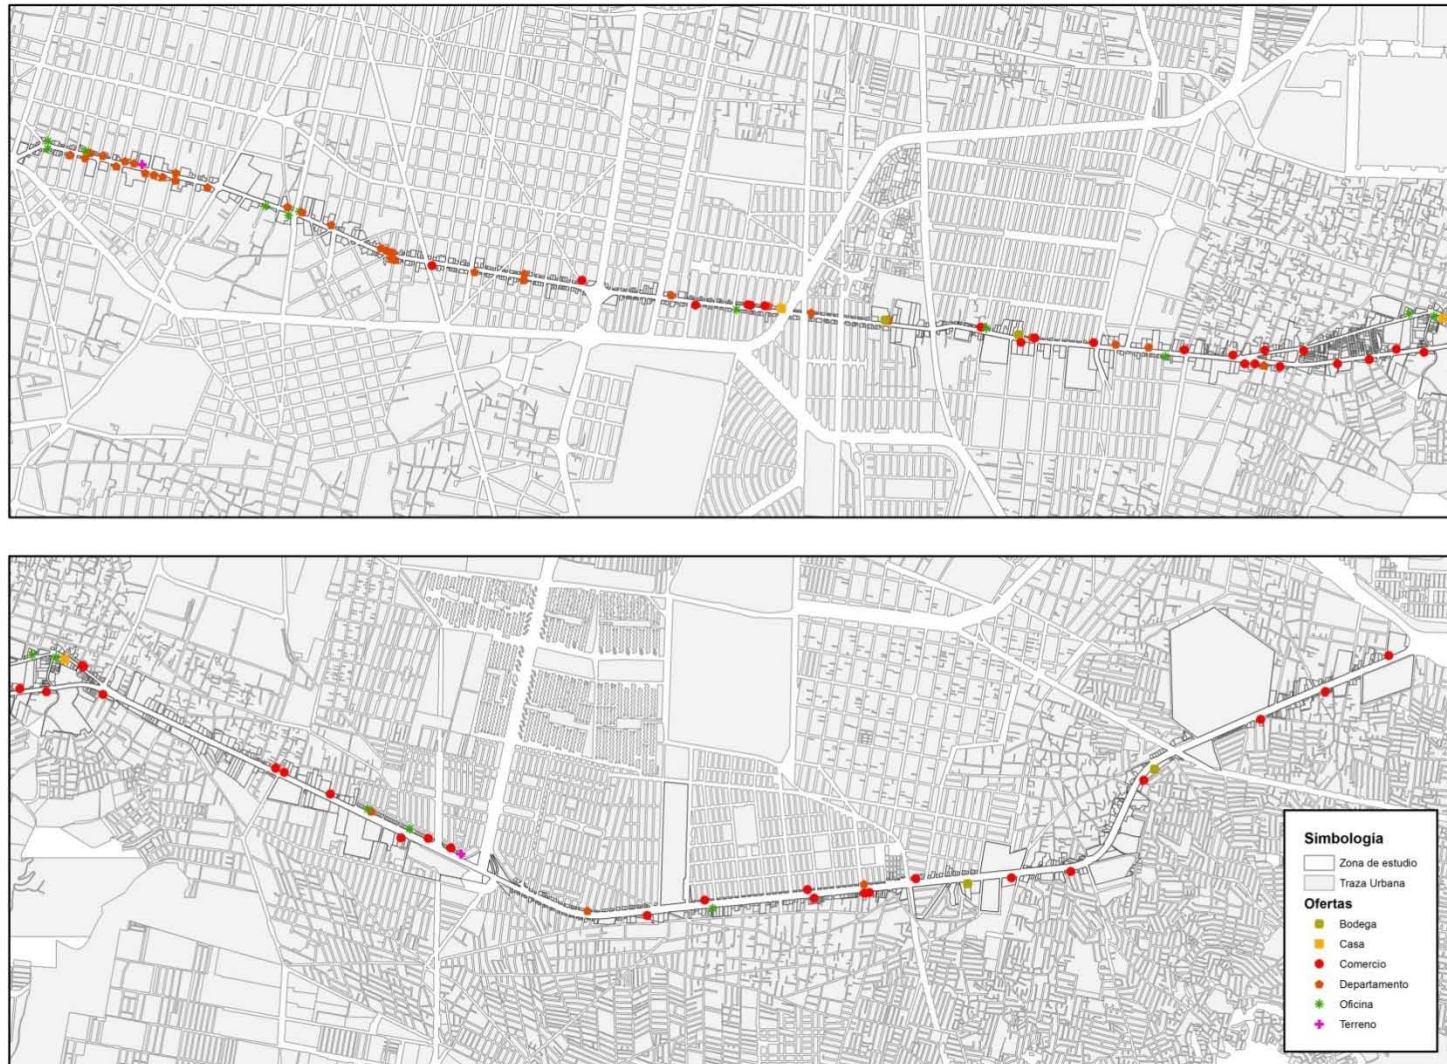 Simbología
Zona de estudio
Traza Urbana
Ofertas
Bodega
Casa
Comercio
Departamento
Oficina
Terreno